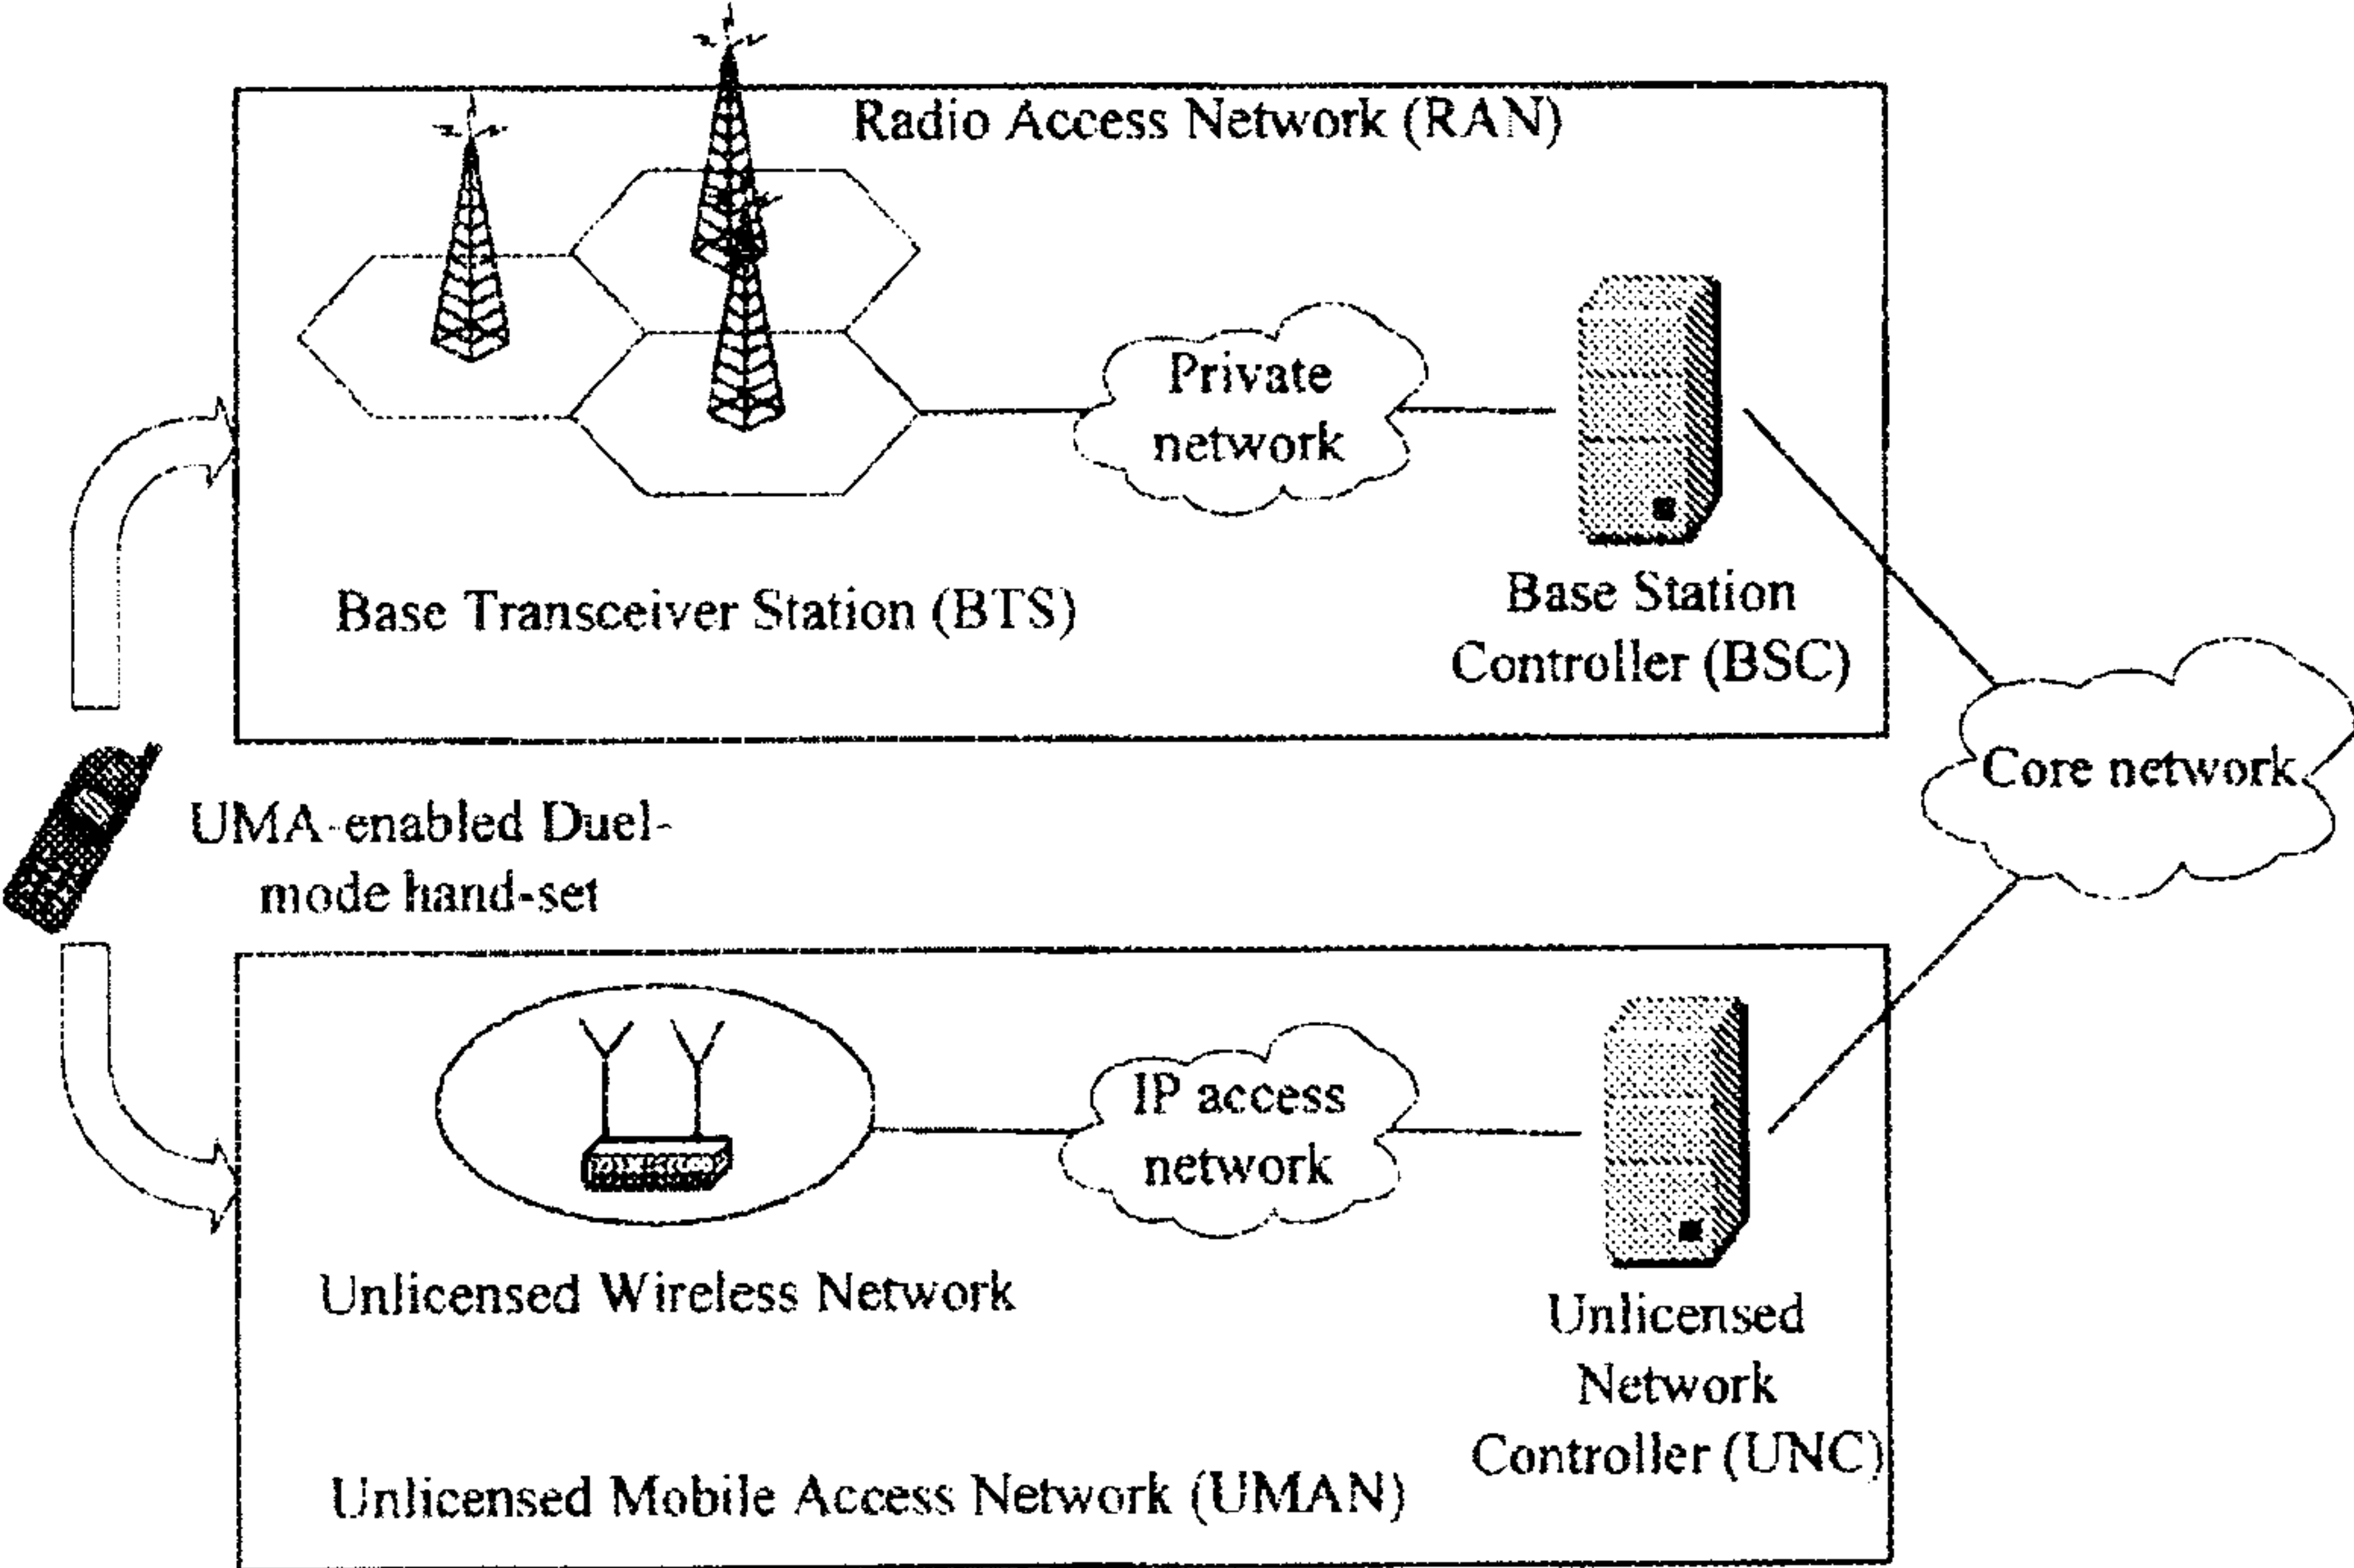 Radio Access Network (RAN)
Private
network
Base Transceiver Station (BTS)
Base Station
Controller (BSC)
Core network
UMA-enabled Duel-
mode hand-set
IP access
network
Unlicensed Wireless Network
Unlicensed
Network
Controller (UNC)
Unlicensed Mobile Access Network (UMAN)